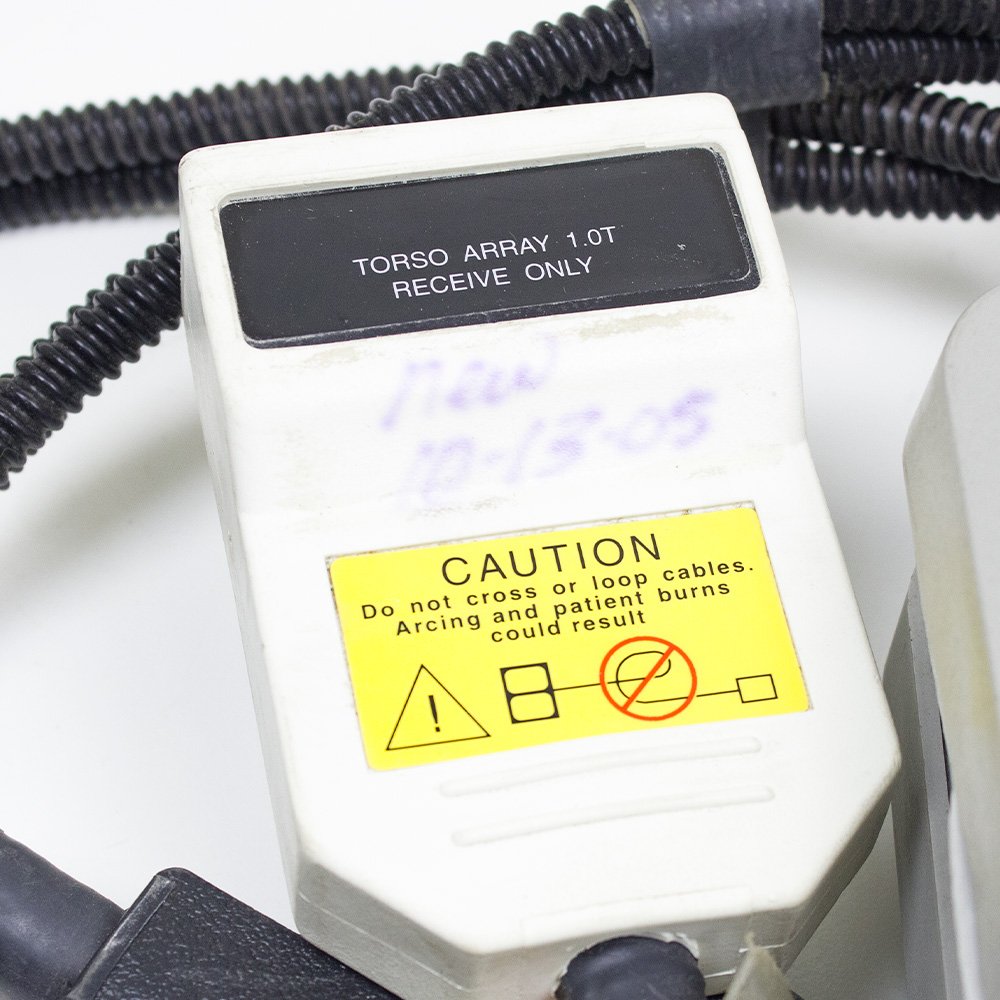 TORSO ARRAY 1.0T
RECEIVE ONLY
new
10-13-05
CAUTION
Do not cross or loop cables.
Arcing and patient burns
could result
!